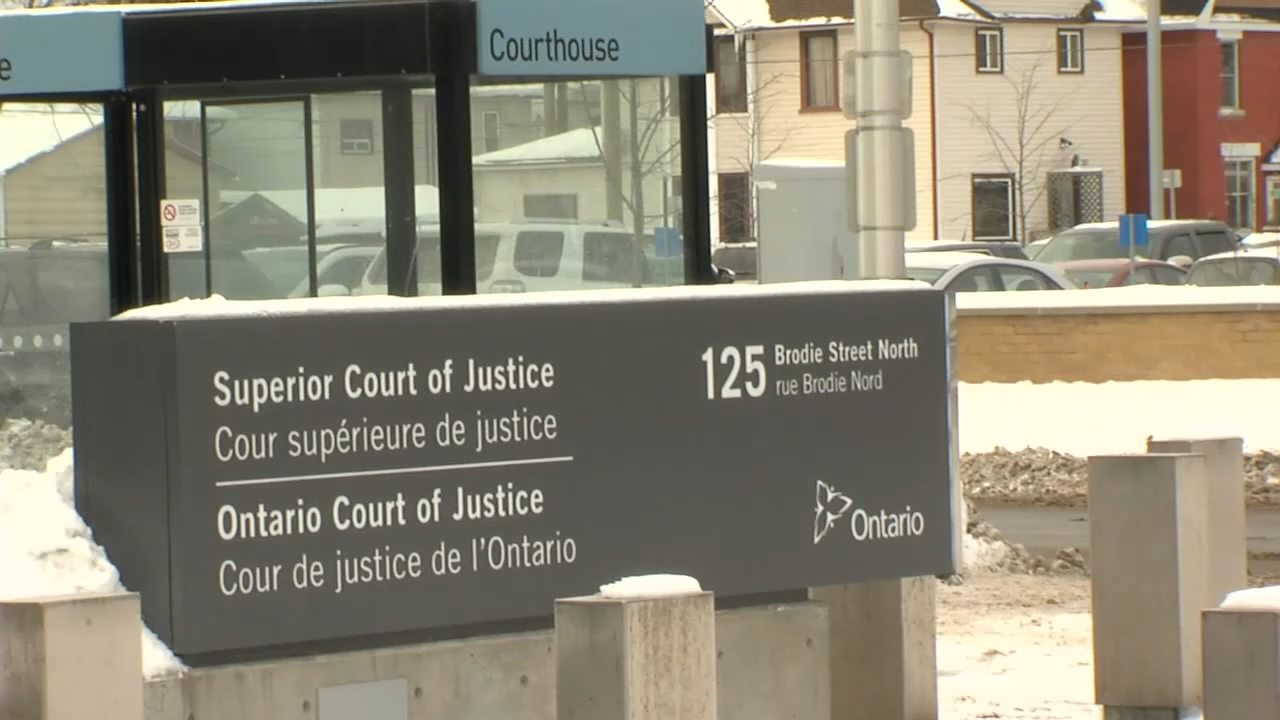 Courthouse
Superior Court of Justice
Cour supérieure de justice
Ontario Court of Justice
Cour de justice de l'Ontario
125 Brodie Street North
rue Brodie Nord
Ontario